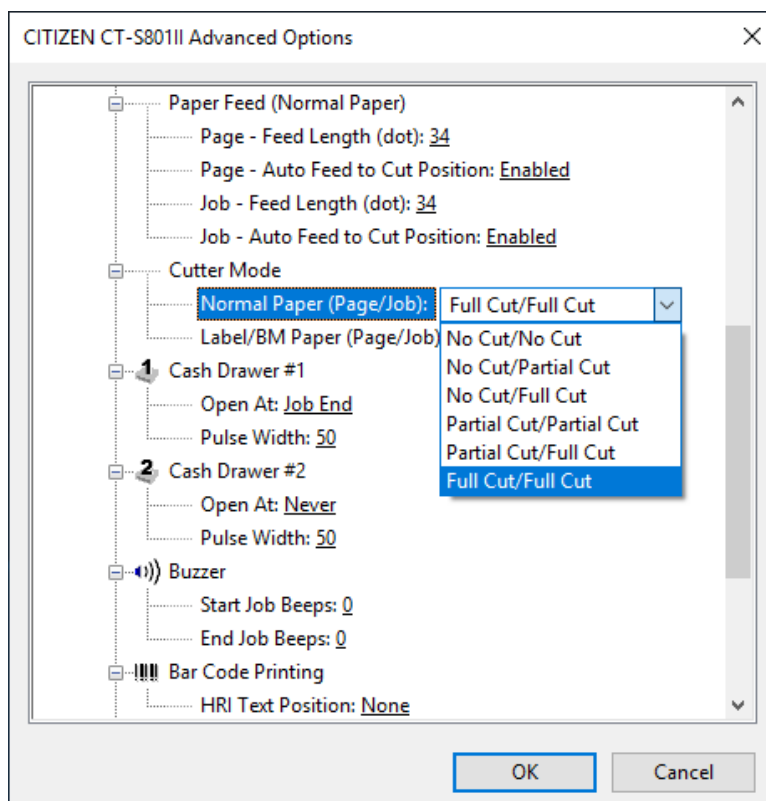 CITIZEN CT-S801II Advanced Options
Paper Feed (Normal Paper)
Page - Feed Length (dot): 34
Page - Auto Feed to Cut Position: Enabled
Job - Feed Length (dot): 34
Job - Auto Feed to Cut Position: Enabled
Cutter Mode
Normal Paper (Page/Job): Full Cut/Full Cut
Label/BM Paper (Page/Job)
No Cut/No Cut
No Cut/Partial Cut
No Cut/Full Cut
Partial Cut/Partial Cut
Partial Cut/Full Cut
Full Cut/Full Cut
1 Cash Drawer #1
Open At: Job End
Pulse Width: 50
2 Cash Drawer #2
Open At: Never
Pulse Width: 50
Buzzer
Start Job Beeps: 0
End Job Beeps: 0
Bar Code Printing
HRI Text Position: None
OK
Cancel